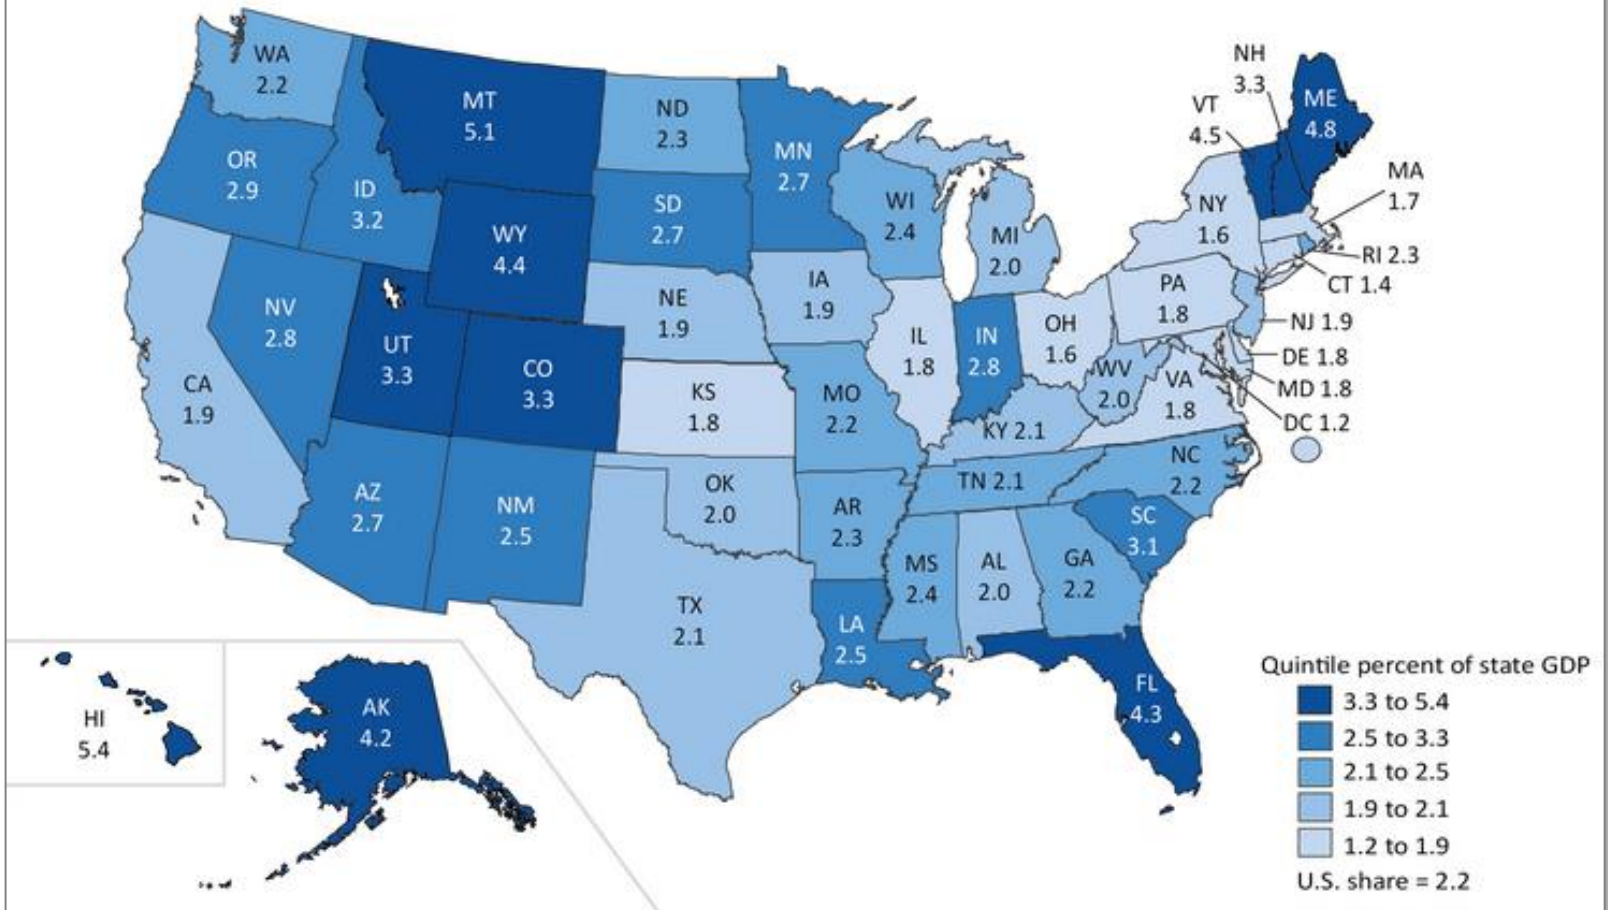 WA
2.2
OR
2.9
CA
1.9
ID
3.2
NV
2.8
MT
5.1
WY
4.4
UT
3.3
CO
3.3
AZ
2.7
NM
2.5
ND
2.3
SD
2.7
NE
1.9
KS
1.8
OK
2.0
TX
2.1
MN
2.7
IA
1.9
MO
2.2
AR
2.3
LA
2.5
WI
2.4
IL
1.8
MI
2.0
IN
2.8
OH
1.6
KY 2.1
TN 2.1
MS
2.4
AL
2.0
GA
2.2
FL
4.3
SC
3.1
NC
2.2
VA
1.8
WV
2.0
PA
1.8
NY
1.6
VT
4.5
NH
3.3
ME
4.8
MA
1.7
RI 2.3
CT 1.4
NJ 1.9
DE 1.8
MD 1.8
DC 1.2
HI
5.4
AK
4.2
Quintile percent of state GDP
3.3 to 5.4
2.5 to 3.3
2.1 to 2.5
1.9 to 2.1
1.2 to 1.9
U.S. share = 2.2